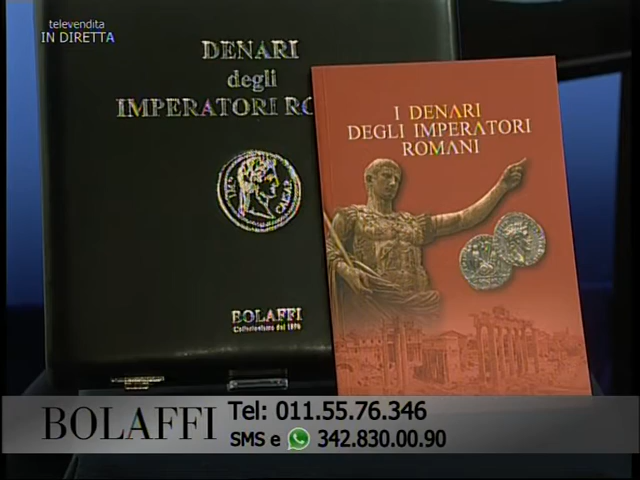 televendita
IN DIRETTA
DENARI
degli
IMPERATORI RO
CAESAR
BOLAFFI
Collezionismo dal 1890
I DENARI
DEGLI IMPERATORI
ROMANI
BOLAFFI
Tel: 011.55.76.346
SMS e 342.830.00.90